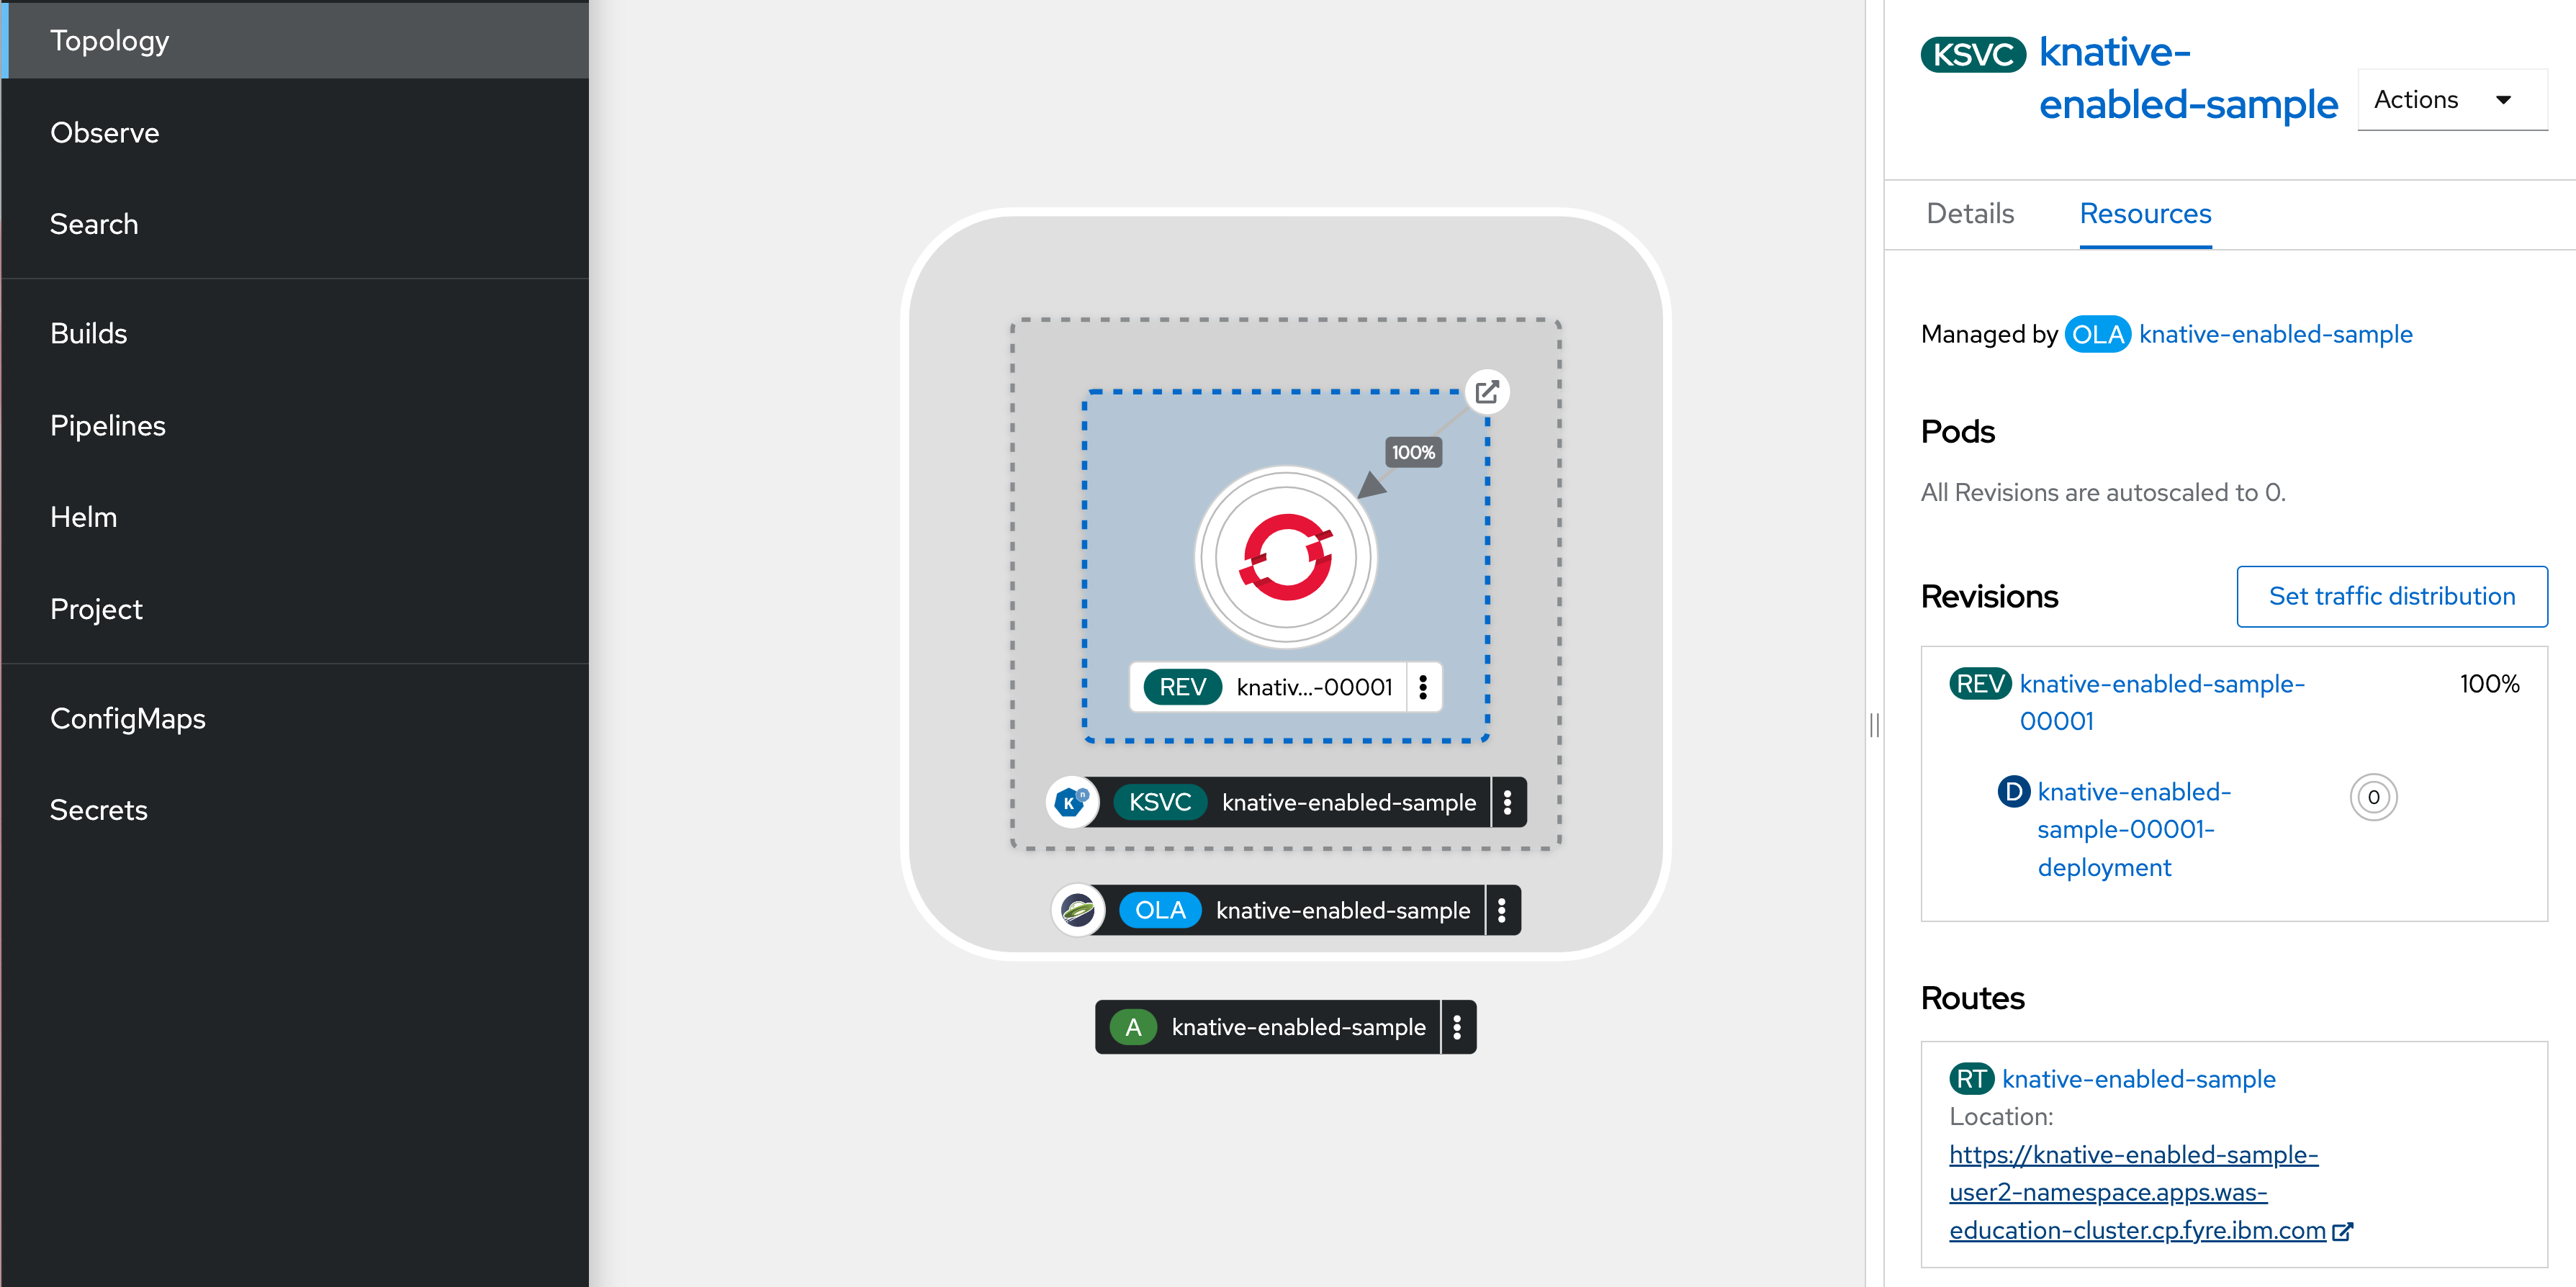 Topology
Observe
Search
Builds
Pipelines
Helm
Project
ConfigMaps
Secrets
100%
REV knativ...-00001
K n KSVC knative-enabled-sample
OLA knative-enabled-sample
A knative-enabled-sample
KSVC knative-
enabled-sample
Actions
Details Resources
Managed by OLA knative-enabled-sample
Pods
All Revisions are autoscaled to 0.
Revisions Set traffic distribution
REV knative-enabled-sample- 100%
00001
D knative-enabled- 0
sample-00001-
deployment
Routes
RT knative-enabled-sample
Location:
https://knative-enabled-sample-
user2-namespace.apps.was-
education-cluster.cp.fyre.ibm.com